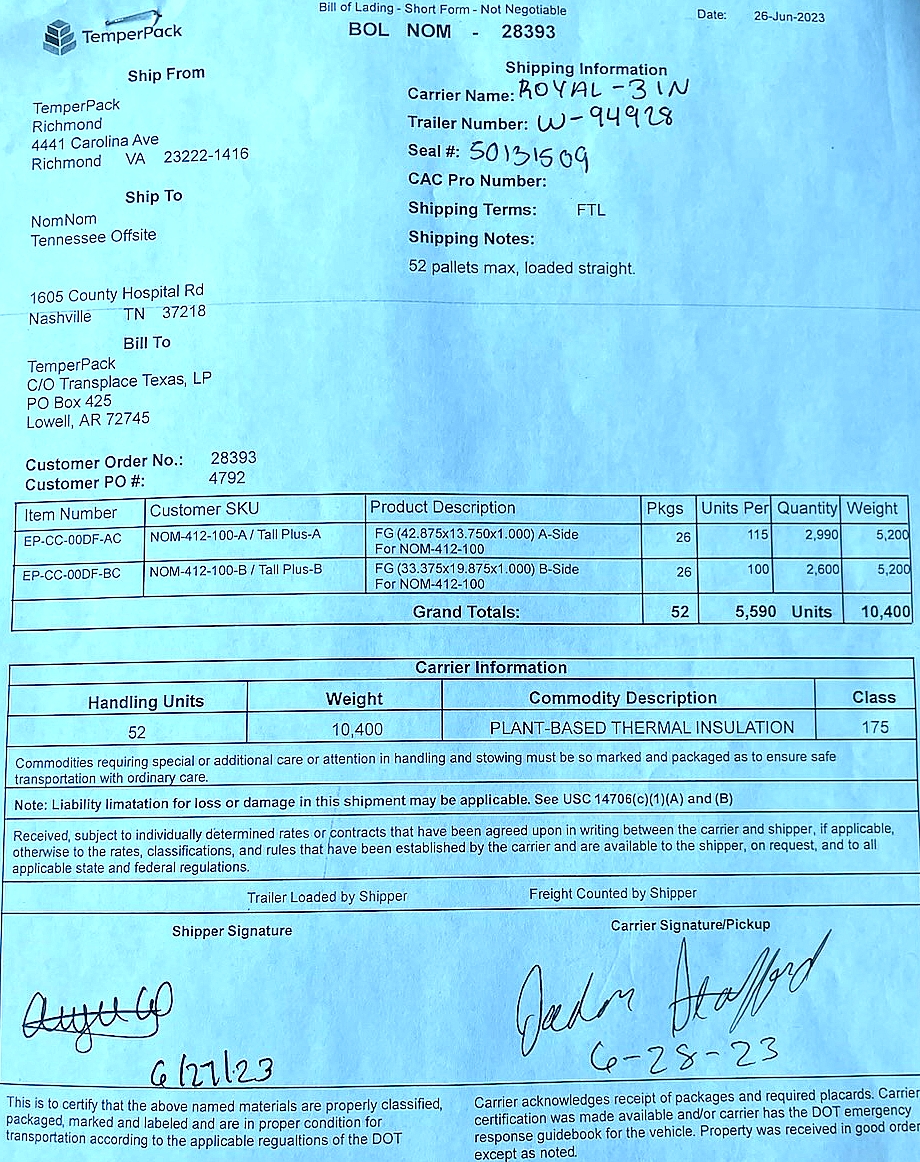 Bill of Lading - Short Form - Not Negotiable
Date: 26-Jun-2023
TemperPack
BOL NOM - 28393
Ship From
TemperPack
Richmond
4441 Carolina Ave
Richmond VA 23222-1416
Ship To
NomNom
Tennessee Offsite
1605 County Hospital Rd
Nashville TN 37218
Bill To
TemperPack
C/O Transplace Texas, LP
PO Box 425
Lowell, AR 72745
Shipping Information
Carrier Name: ROYAL-3IN
Trailer Number: W-94928
Seal #: 50131509
CAC Pro Number:
Shipping Terms: FTL
Shipping Notes:
52 pallets max, loaded straight.
Customer Order No.: 28393
Customer PO #: 4792
Item Number Customer SKU Product Description Pkgs Units Per Quantity Weight
EP-CC-00DF-AC NOM-412-100-A / Tall Plus-A FG (42.875x13.750x1.000) A-Side 26 115 2,990 5,200
For NOM-412-100
EP-CC-00DF-BC NOM-412-100-B / Tall Plus-B FG (33.375x19.875x1.000) B-Side 26 100 2,600 5,200
For NOM-412-100
Grand Totals: 52 5,590 Units 10,400
Carrier Information
Handling Units Weight Commodity Description Class
52 10,400 PLANT-BASED THERMAL INSULATION 175
Commodities requiring special or additional care or attention in handling and stowing must be so marked and packaged as to ensure safe
transportation with ordinary care.
Note: Liability limatation for loss or damage in this shipment may be applicable. See USC 14706(c)(1)(A) and (B)
Received, subject to individually determined rates or contracts that have been agreed upon in writing between the carrier and shipper, if applicable,
otherwise to the rates, classifications, and rules that have been established by the carrier and are available to the shipper, on request, and to all
applicable state and federal regulations.
Trailer Loaded by Shipper Freight Counted by Shipper
Shipper Signature
6/27/23
Carrier Signature/Pickup
Jadon Stafford
6-28-23
This is to certify that the above named materials are properly classified,
packaged, marked and labeled and are in proper condition for
transportation according to the applicable regualtions of the DOT
Carrier acknowledges receipt of packages and required placards. Carrier
certification was made available and/or carrier has the DOT emergency
response guidebook for the vehicle. Property was received in good order
except as noted.